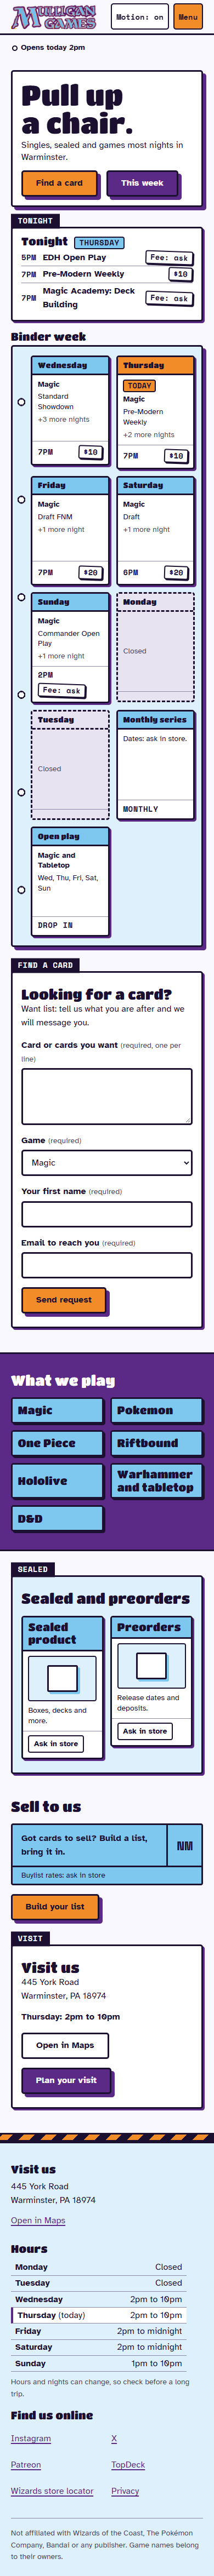 MULLIGAN GAMES
Motion: on
Menu
Opens today 2pm
Pull up
a chair.
Singles, sealed and games most nights in
Warminster.
Find a card
This week
TONIGHT
Tonight THURSDAY
5PM EDH Open Play Fee: ask
7PM Pre-Modern Weekly $10
7PM Magic Academy: Deck
Building Fee: ask
Binder week
Wednesday
Magic
Standard
Showdown
+3 more nights
7PM $10
Thursday
TODAY
Magic
Pre-Modern
Weekly
+2 more nights
7PM $10
Friday
Magic
Draft FNM
+1 more night
7PM $20
Saturday
Magic
Draft
+1 more night
6PM $20
Sunday
Magic
Commander Open
Play
+1 more night
2PM
Fee: ask
Monday
Closed
Tuesday
Closed
Monthly series
Dates: ask in store.
MONTHLY
Open play
Magic and
Tabletop
Wed, Thu, Fri, Sat,
Sun
DROP IN
FIND A CARD
Looking for a card?
Want list: tell us what you are after and we
will message you.
Card or cards you want (required, one per
line)
Game (required)
Magic
Your first name (required)
Email to reach you (required)
Send request
What we play
Magic
Pokemon
One Piece
Riftbound
Hololive
Warhammer
and tabletop
D&D
SEALED
Sealed and preorders
Sealed
product
Boxes, decks and
more.
Ask in store
Preorders
Release dates and
deposits.
Ask in store
Sell to us
Got cards to sell? Build a list,
bring it in.
NM
Buylist rates: ask in store
Build your list
VISIT
Visit us
445 York Road
Warminster, PA 18974
Thursday: 2pm to 10pm
Open in Maps
Plan your visit
Visit us
445 York Road
Warminster, PA 18974
Open in Maps
Hours
Monday Closed
Tuesday Closed
Wednesday 2pm to 10pm
Thursday (today) 2pm to 10pm
Friday 2pm to midnight
Saturday 2pm to midnight
Sunday 1pm to 10pm
Hours and nights can change, so check before a long
trip.
Find us online
Instagram
X
Patreon
TopDeck
Wizards store locator
Privacy
Not affiliated with Wizards of the Coast, The Pokémon
Company, Bandai or any publisher. Game names belong
to their owners.